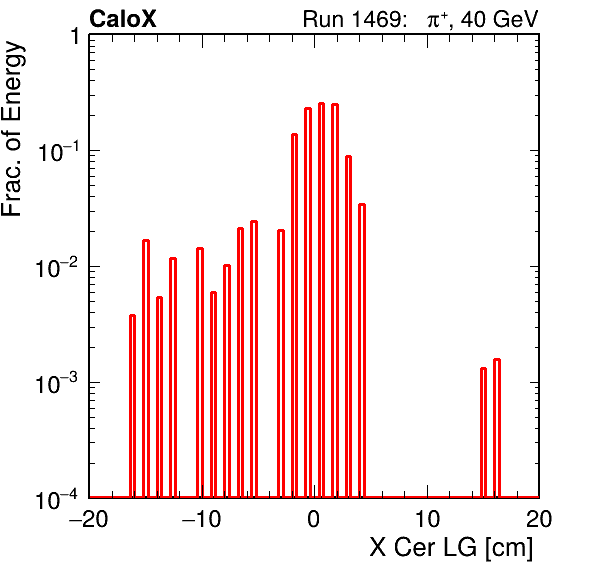 CaloX Run 1469: π⁺, 40 GeV
Frac. of Energy
1
10⁻¹
10⁻²
10⁻³
10⁻⁴
−20 −10 0 10 20
X Cer LG [cm]